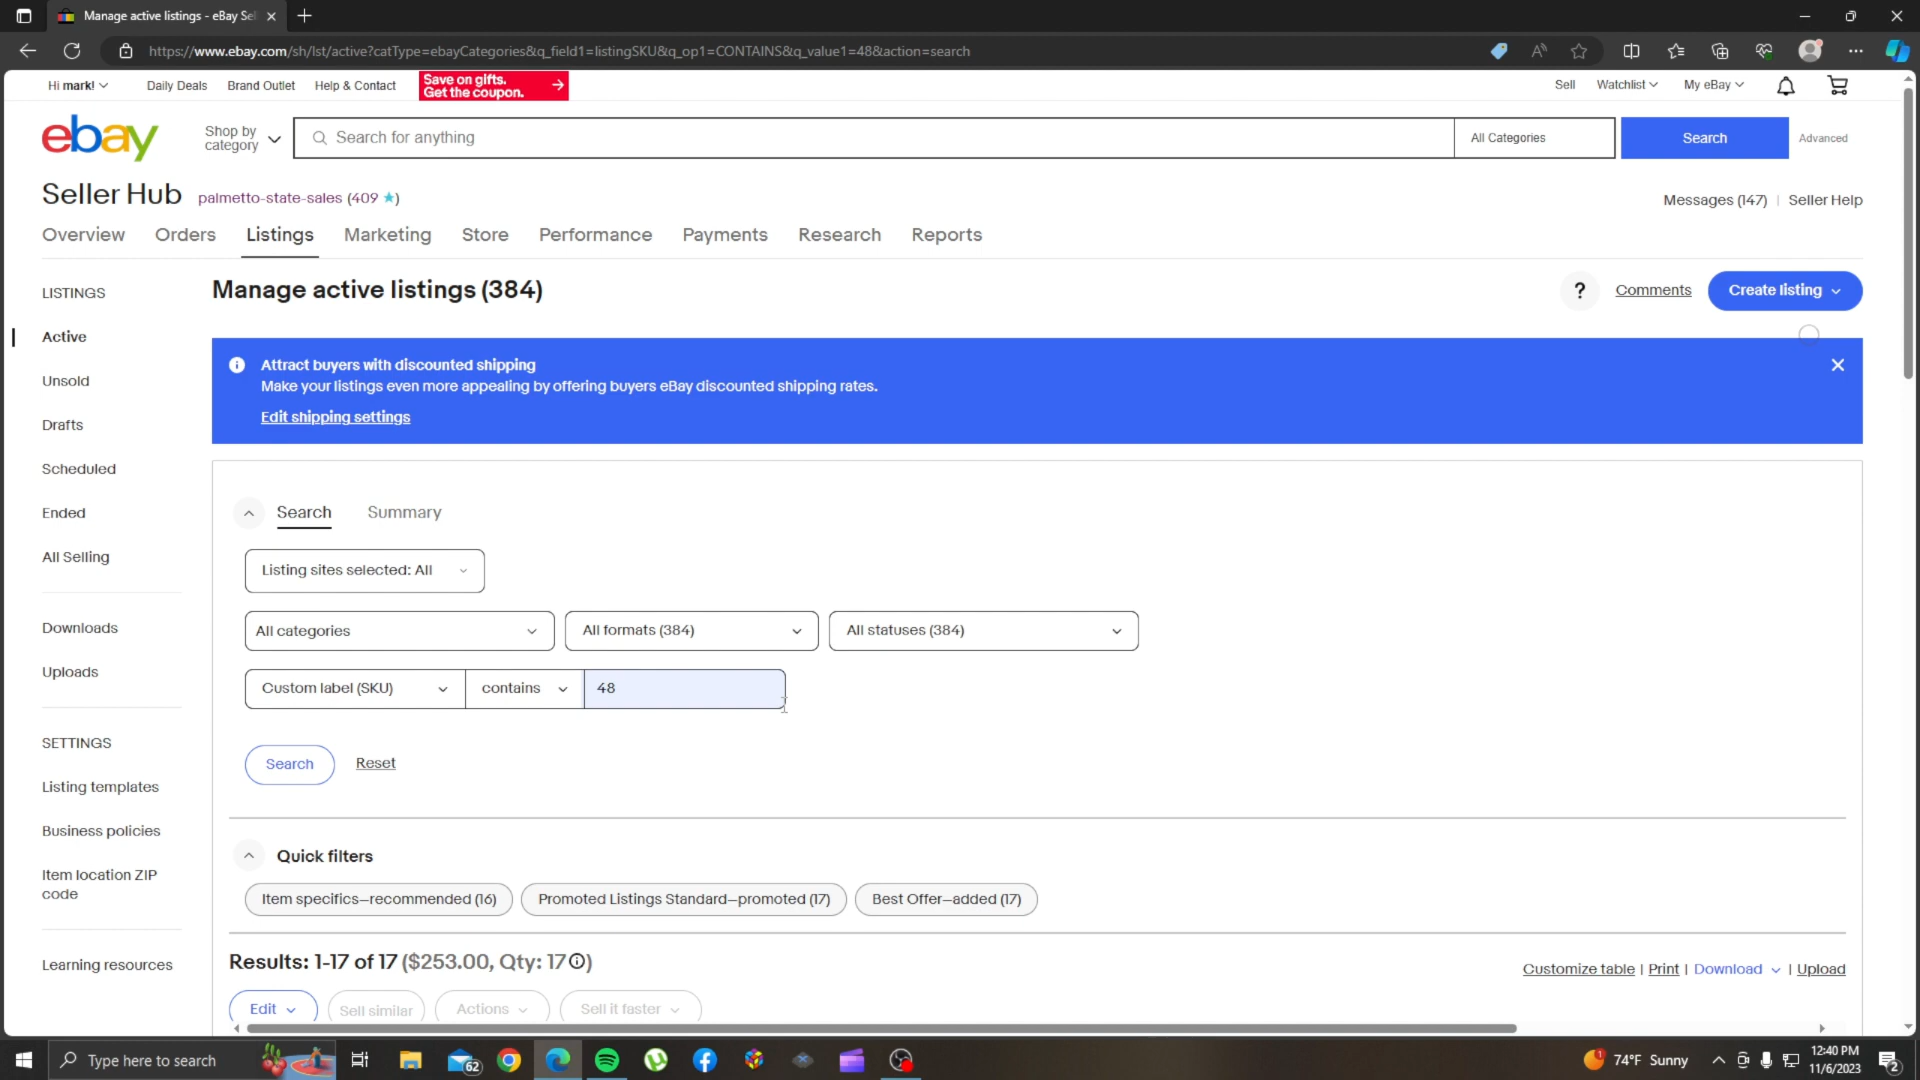 Manage active listings - eBay Sel
https://www.ebay.com/sh/lst/active?catType=ebayCategories&q_field1=listingSKU&q_op1=CONTAINS&q_value1=48&action=search
Hi mark!
Daily Deals
Brand Outlet
Help & Contact
Save on gifts.
Get the coupon.
Sell
Watchlist
My eBay
ebay
Shop by
category
Search for anything
All Categories
Search
Advanced
Seller Hub
palmetto-state-sales (409 ★)
Messages (147) | Seller Help
Overview
Orders
Listings
Marketing
Store
Performance
Payments
Research
Reports
LISTINGS
Active
Unsold
Drafts
Scheduled
Ended
All Selling
Downloads
Uploads
SETTINGS
Listing templates
Business policies
Item location ZIP
code
Learning resources
Manage active listings (384)
?
Comments
Create listing
Attract buyers with discounted shipping
Make your listings even more appealing by offering buyers eBay discounted shipping rates.
Edit shipping settings
Search
Summary
Listing sites selected: All
All categories
All formats (384)
All statuses (384)
Custom label (SKU)
contains
48
Search
Reset
Quick filters
Item specifics–recommended (16)
Promoted Listings Standard–promoted (17)
Best Offer–added (17)
Results: 1-17 of 17 ($253.00, Qty: 17)
Customize table | Print | Download | Upload
Edit
Sell similar
Actions
Sell it faster
Type here to search
62
1
74°F Sunny
12:40 PM
11/6/2023
2